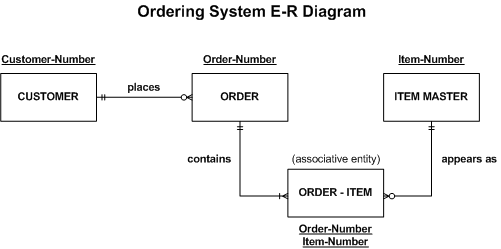 Ordering System E-R Diagram
Customer-Number
Order-Number
Item-Number
CUSTOMER
places
ORDER
ITEM MASTER
contains
(associative entity)
appears as
ORDER - ITEM
Order-Number
Item-Number